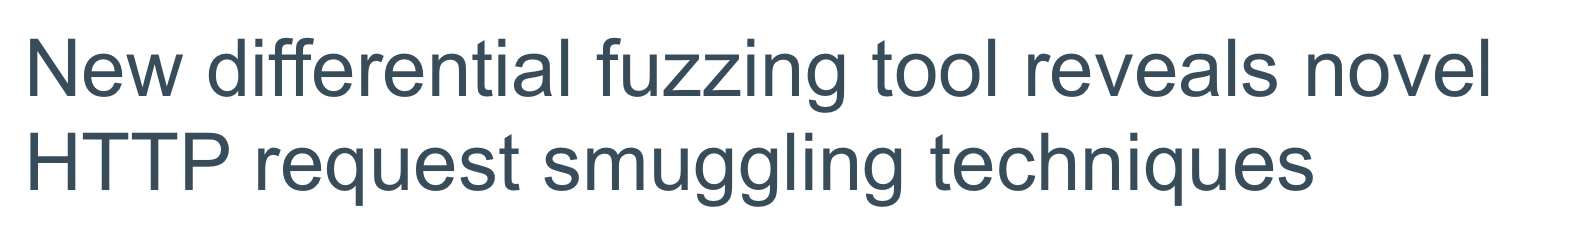 New differential fuzzing tool reveals novel
HTTP request smuggling techniques